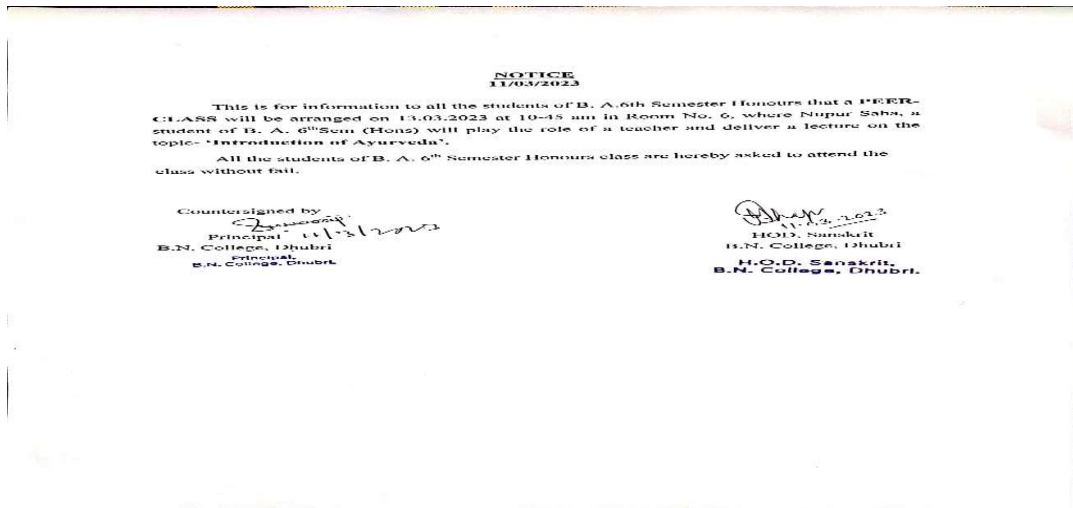 NOTICE
11/03/2023
This is for information to all the students of B. A.6th Semester Honours that a PEER-
CLASS will be arranged on 13.03.2023 at 10-45 am in Room No. 6, where Nupur Saha, a
student of B. A. 6thSem (Hons) will play the role of a teacher and deliver a lecture on the
topic- ‘Introduction of Ayurveda’.
All the students of B. A. 6th Semester Honours class are hereby asked to attend the
class without fail.
Countersigned by
Principal 11/3/2023
B.N. College, Dhubri
Principal,
B.N. College, Dhubri.
11.03.2023
HOD, Sanskrit
B.N. College, Dhubri
H.O.D. Sanskrit,
B.N. College, Dhubri.